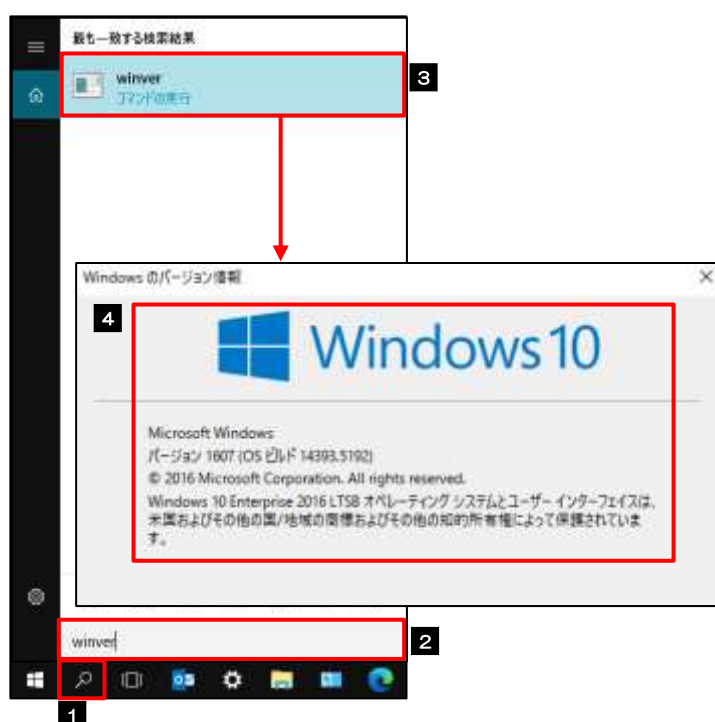 最も一致する検索結果
winver
コマンドの実行
3
Windows のバージョン情報
4
Windows 10
Microsoft Windows
バージョン 1607 (OS ビルド 14393.5192)
© 2016 Microsoft Corporation. All rights reserved.
Windows 10 Enterprise 2016 LTSB オペレーティング システムとユーザー インターフェイスは、
米国およびその他の国/地域の商標およびその他の知的所有権によって保護されていま
す。
winver
2
1